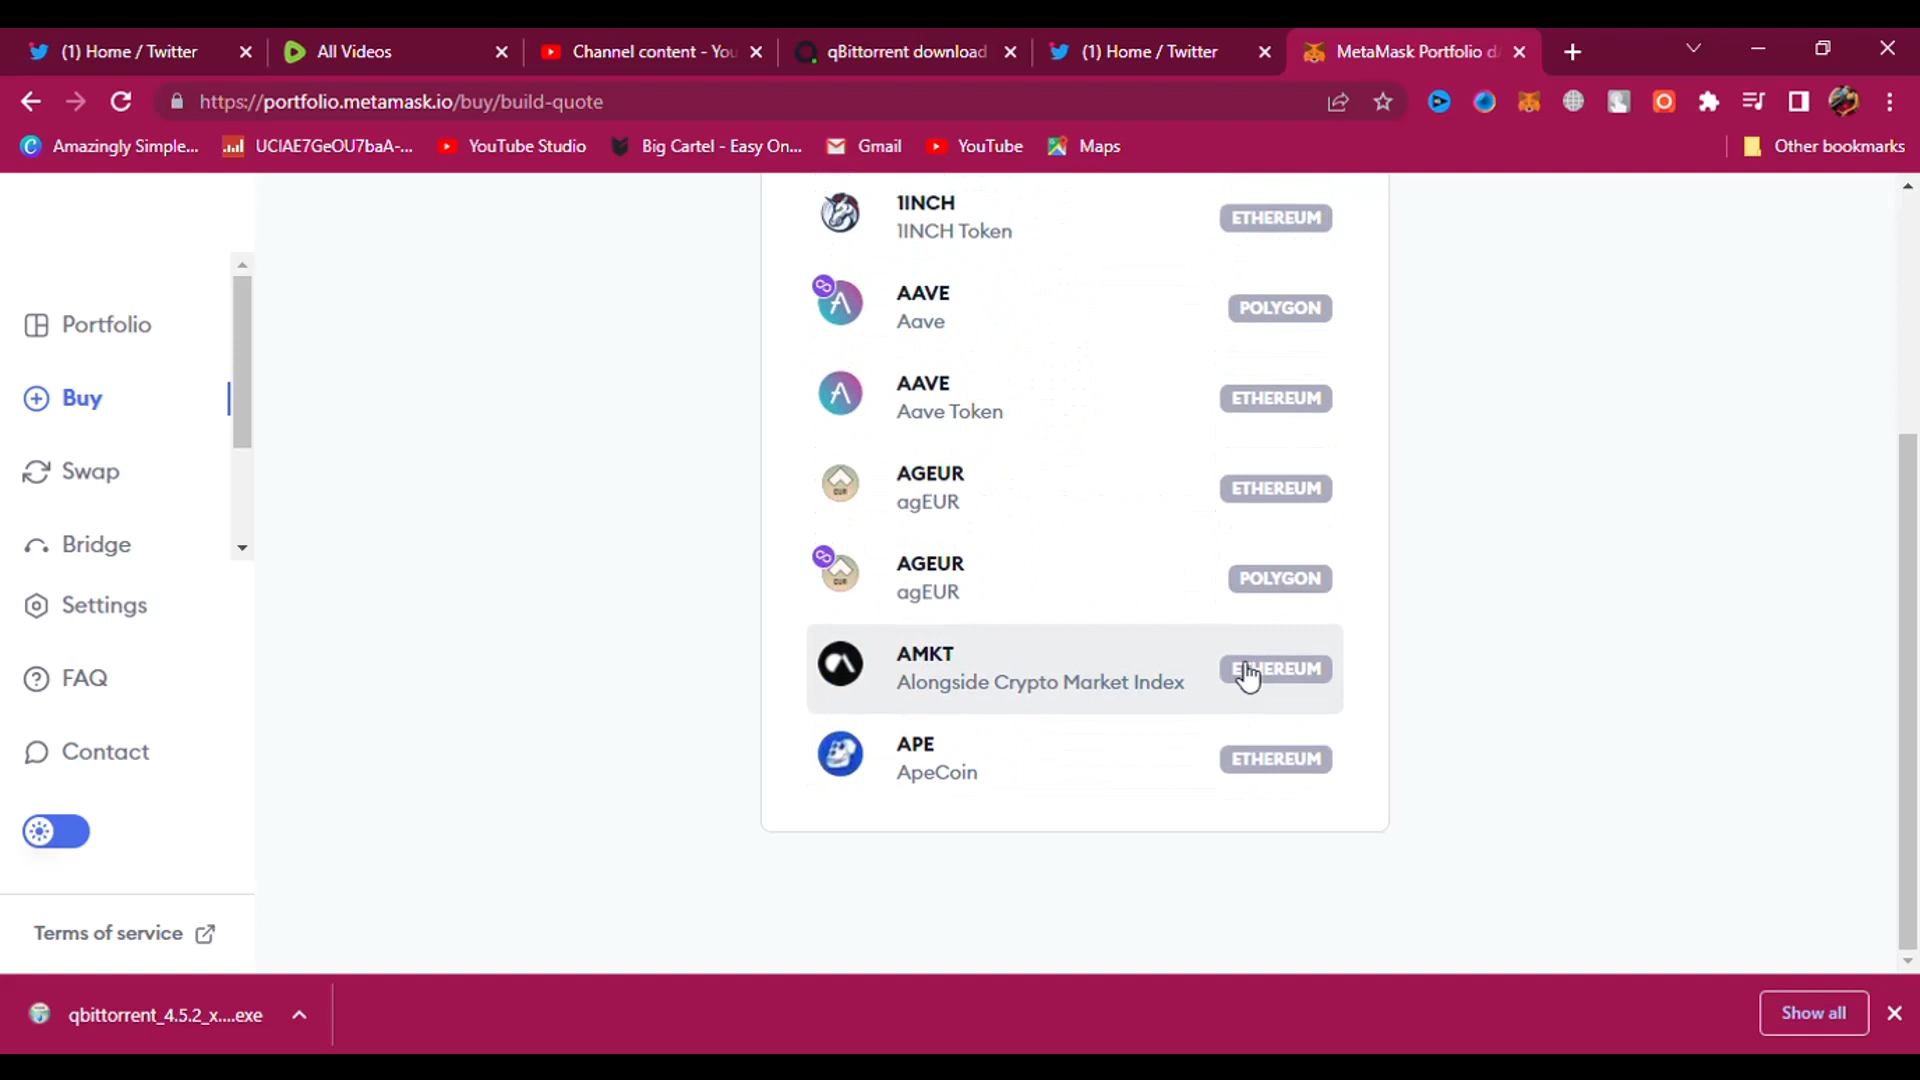 (1) Home / Twitter
All Videos
Channel content - You
qBittorrent download
(1) Home / Twitter
MetaMask Portfolio d
https://portfolio.metamask.io/buy/build-quote
Amazingly Simple...
UCIAE7GeOU7baA-...
YouTube Studio
Big Cartel - Easy On...
Gmail
YouTube
Maps
Other bookmarks
Portfolio
Buy
Swap
Bridge
Settings
FAQ
Contact
Terms of service
1INCH
1INCH Token
ETHEREUM
AAVE
Aave
POLYGON
AAVE
Aave Token
ETHEREUM
AGEUR
agEUR
ETHEREUM
AGEUR
agEUR
POLYGON
AMKT
Alongside Crypto Market Index
ETHEREUM
APE
ApeCoin
ETHEREUM
qbittorrent_4.5.2_x....exe
Show all